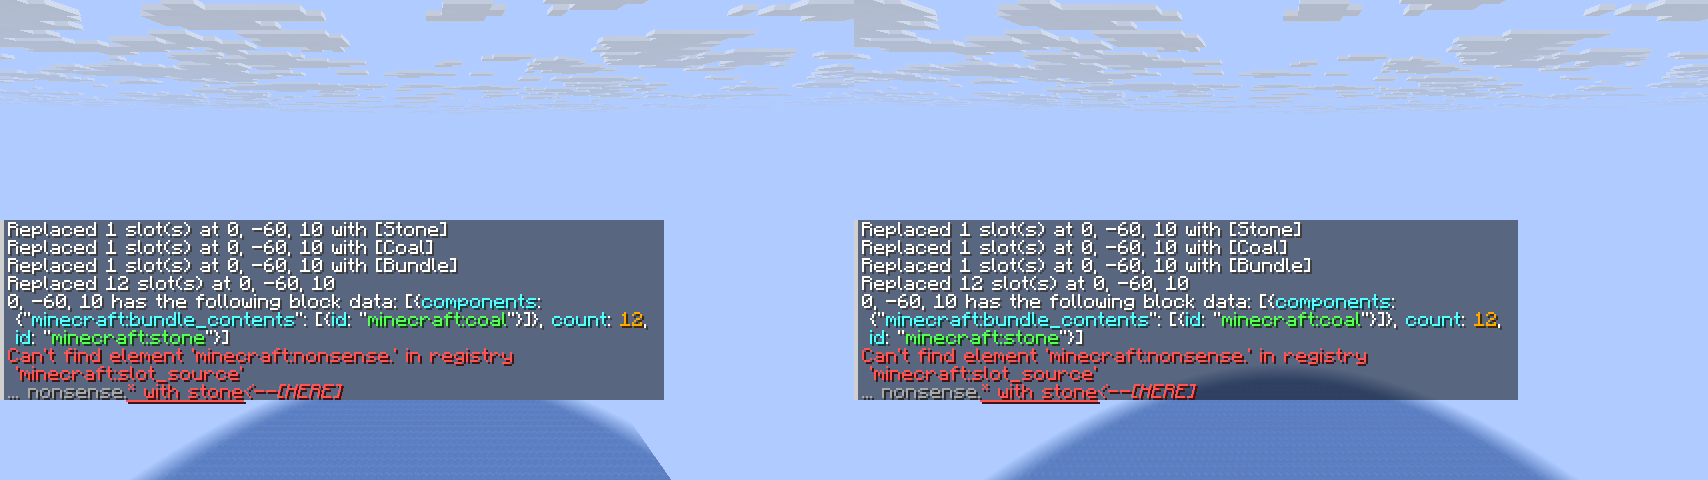 Replaced 1 slot(s) at 0, -60, 10 with [Stone]
Replaced 1 slot(s) at 0, -60, 10 with [Coal]
Replaced 1 slot(s) at 0, -60, 10 with [Bundle]
Replaced 12 slot(s) at 0, -60, 10
0, -60, 10 has the following block data: [{components:
{"minecraft:bundle_contents": [{id: "minecraft:coal"}]}, count: 12,
id: "minecraft:stone"}]
Can't find element 'minecraft:nonsense.' in registry
'minecraft:slot_source'
... nonsense.* with stone<--[HERE]
Replaced 1 slot(s) at 0, -60, 10 with [Stone]
Replaced 1 slot(s) at 0, -60, 10 with [Coal]
Replaced 1 slot(s) at 0, -60, 10 with [Bundle]
Replaced 12 slot(s) at 0, -60, 10
0, -60, 10 has the following block data: [{components:
{"minecraft:bundle_contents": [{id: "minecraft:coal"}]}, count: 12,
id: "minecraft:stone"}]
Can't find element 'minecraft:nonsense.' in registry
'minecraft:slot_source'
... nonsense.* with stone<--[HERE]